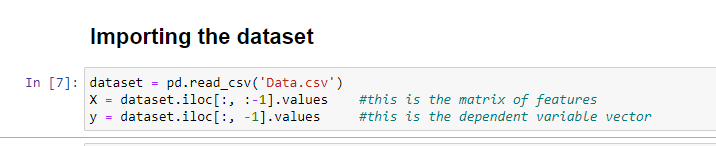 Importing the dataset
In [7]: dataset = pd.read_csv('Data.csv')
X = dataset.iloc[:, :-1].values    #this is the matrix of features
y = dataset.iloc[:, -1].values     #this is the dependent variable vector